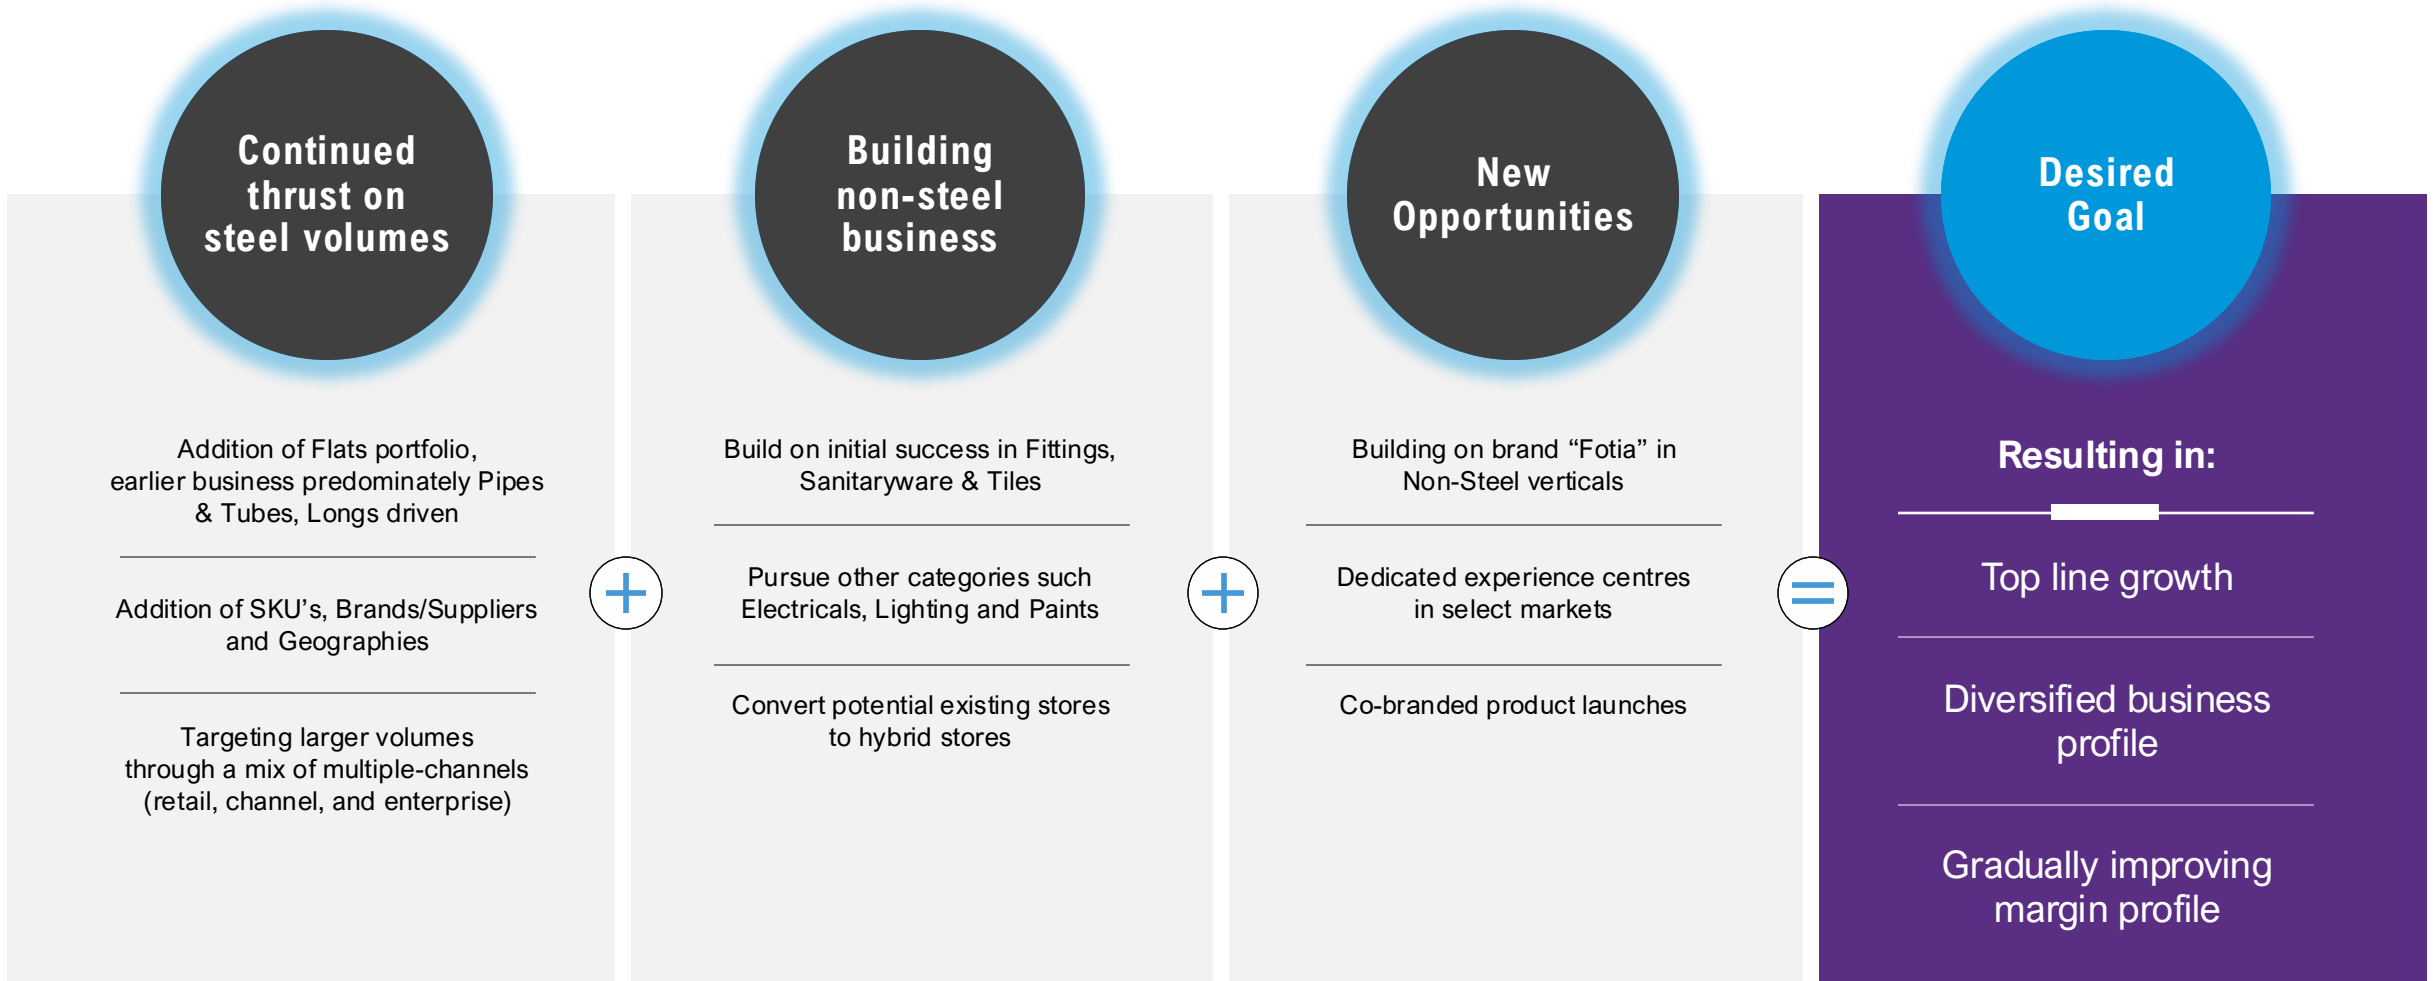 Continued
thrust on
steel volumes
Addition of Flats portfolio,
earlier business predominately Pipes
& Tubes, Longs driven
Addition of SKU’s, Brands/Suppliers
and Geographies
Targeting larger volumes
through a mix of multiple-channels
(retail, channel, and enterprise)
+
Building
non-steel
business
Build on initial success in Fittings,
Sanitaryware & Tiles
Pursue other categories such
Electricals, Lighting and Paints
Convert potential existing stores
to hybrid stores
+
New
Opportunities
Building on brand “Fotia” in
Non-Steel verticals
Dedicated experience centres
in select markets
Co-branded product launches
=
Desired
Goal
Resulting in:
Top line growth
Diversified business
profile
Gradually improving
margin profile